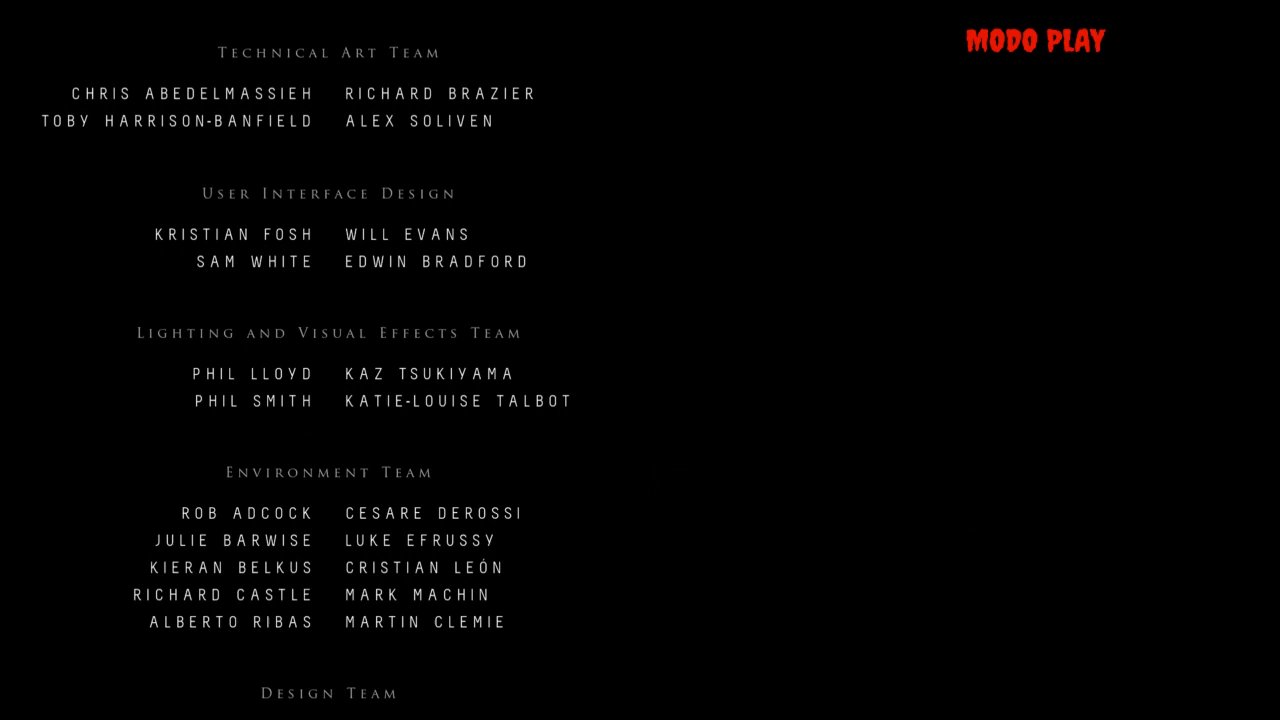 Technical Art Team
MODO PLAY
CHRIS ABEDELMASSIEH RICHARD BRAZIER
TOBY HARRISON-BANFIELD ALEX SOLIVEN
User Interface Design
KRISTIAN FOSH WILL EVANS
SAM WHITE EDWIN BRADFORD
Lighting and Visual Effects Team
PHIL LLOYD KAZ TSUKIYAMA
PHIL SMITH KATIE-LOUISE TALBOT
Environment Team
ROB ADCOCK CESARE DEROSSI
JULIE BARWISE LUKE EFRUSSY
KIERAN BELKUS CRISTIAN LEÓN
RICHARD CASTLE MARK MACHIN
ALBERTO RIBAS MARTIN CLEMIE
Design Team